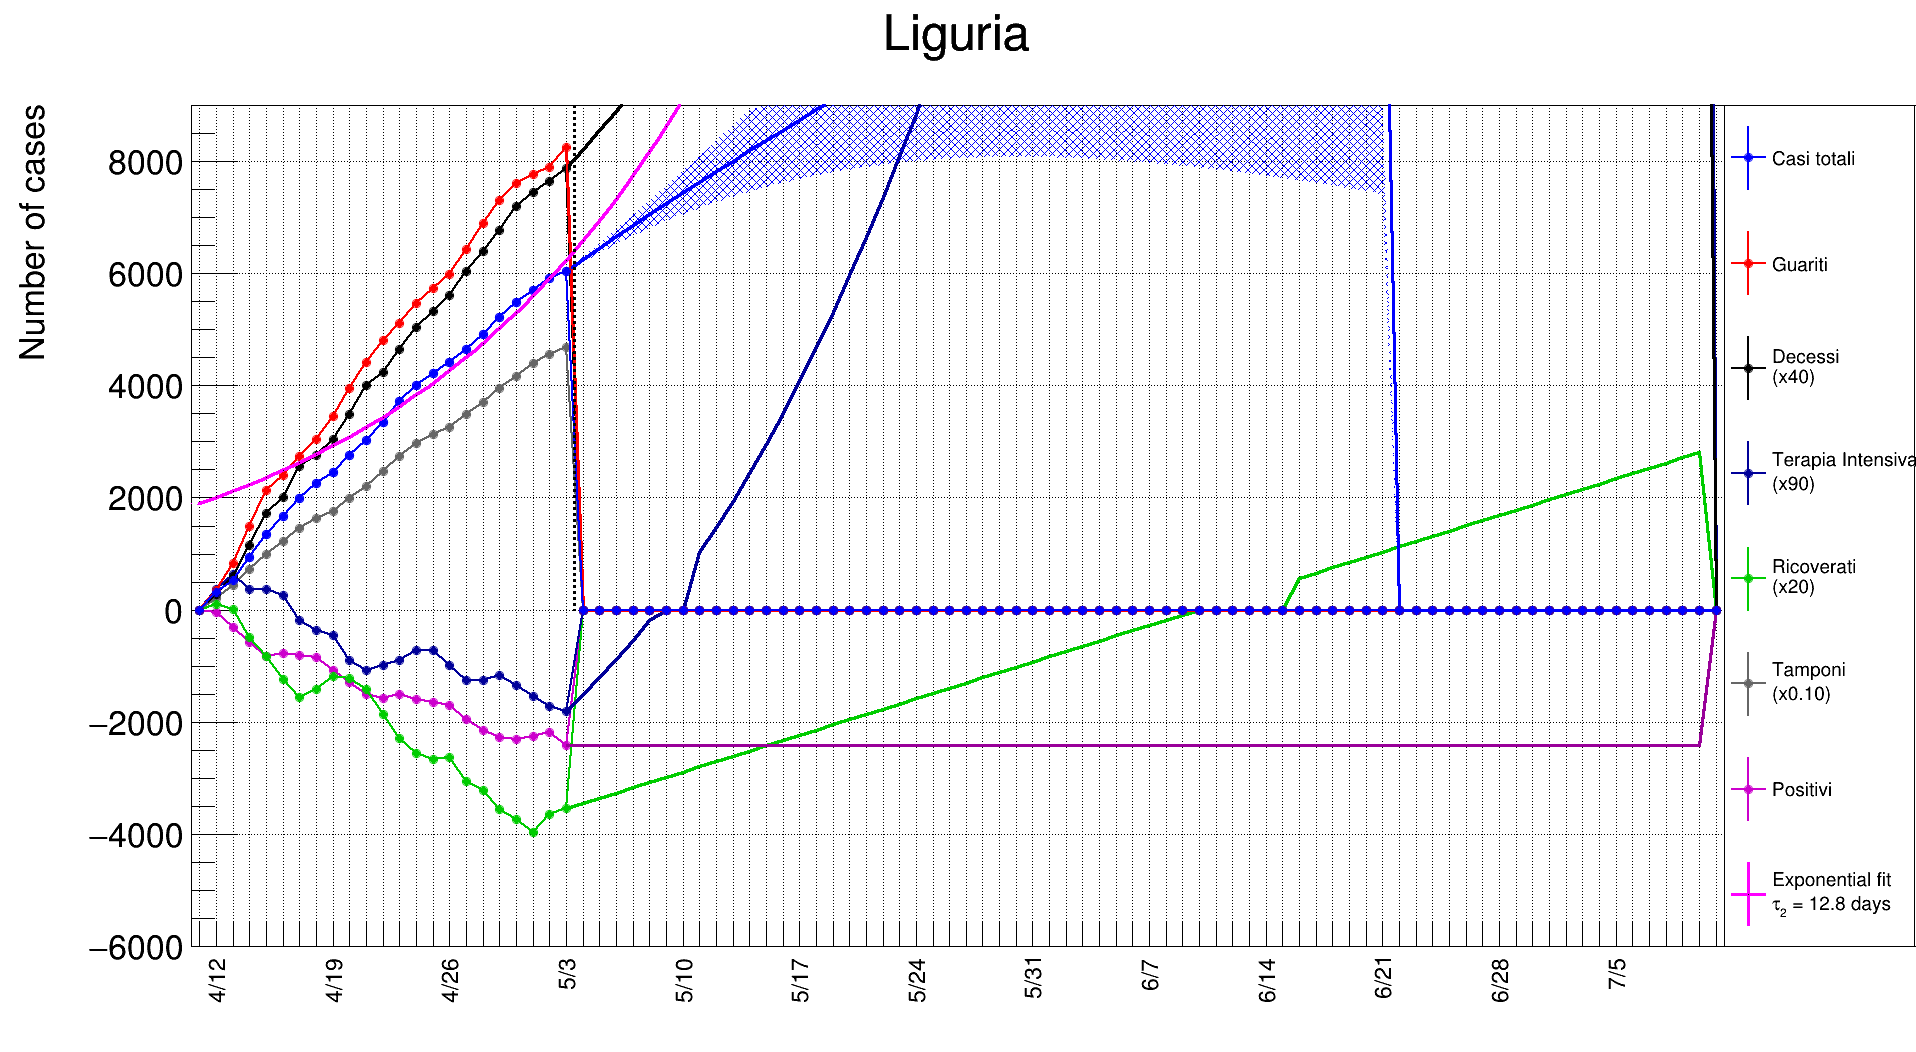 Liguria
Number of cases
8000
6000
4000
2000
0
−2000
−4000
−6000
4/12
4/19
4/26
5/3
5/10
5/17
5/24
5/31
6/7
6/14
6/21
6/28
7/5
Casi totali
Guariti
Decessi
(x40)
Terapia Intensiva
(x90)
Ricoverati
(x20)
Tamponi
(x0.10)
Positivi
Exponential fit
τ₂ = 12.8 days